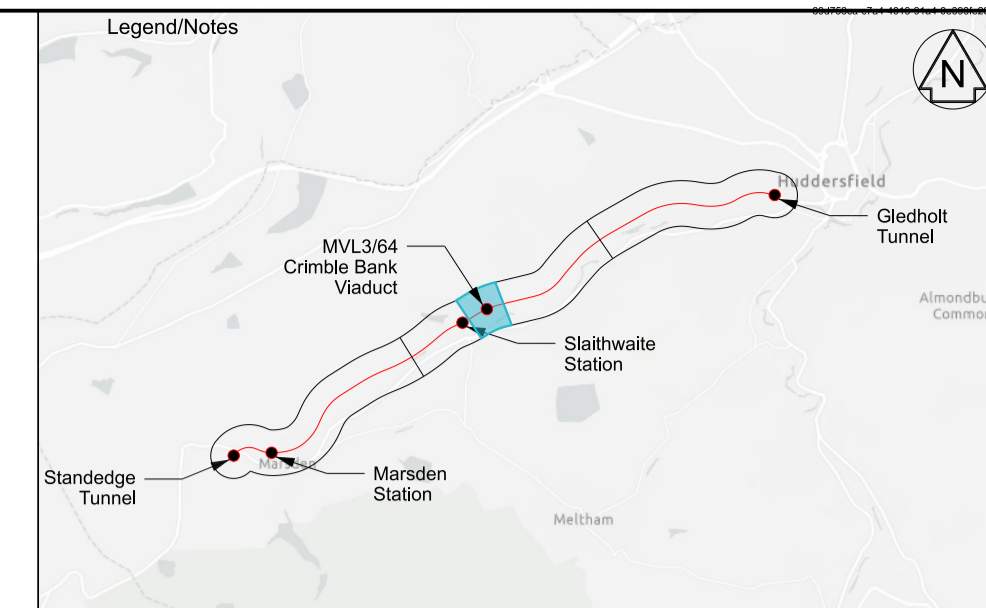 Legend/Notes
N
Huddersfield
Gledholt
Tunnel
MVL3/64
Crimble Bank
Viaduct
Almondbu
Common
Slaithwaite
Station
Standedge
Tunnel
Marsden
Marsden
Station
Meltham